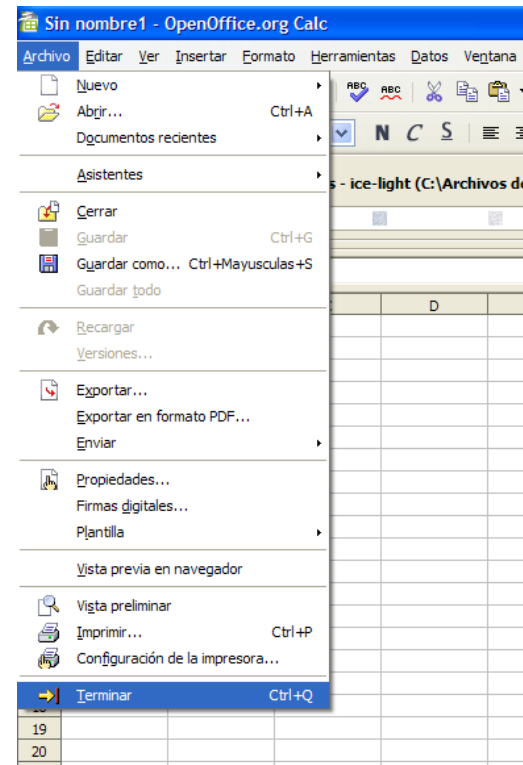 Sin nombre1 - OpenOffice.org Calc
Archivo Editar Ver Insertar Formato Herramientas Datos Ventana
Nuevo
ABC ABC
Abrir... Ctrl+A
Documentos recientes
N C S
Asistentes
s - ice-light (C:\Archivos de
Cerrar
Guardar Ctrl+G
Guardar como... Ctrl+Mayusculas+S
Guardar todo
D
Recargar
Versiones...
Exportar...
Exportar en formato PDF...
Enviar
Propiedades...
Firmas digitales...
Plantilla
Vista previa en navegador
Vista preliminar
Imprimir... Ctrl+P
Configuración de la impresora...
Terminar Ctrl+Q
19
20